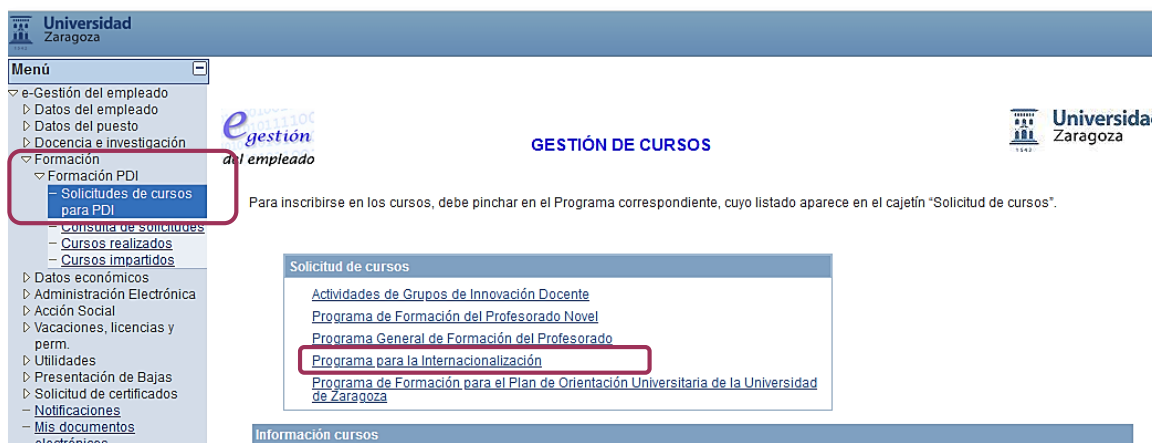 Universidad
Zaragoza
1542
Menú
e-Gestión del empleado
Datos del empleado
Datos del puesto
Docencia e investigación
Formación
Formación PDI
Solicitudes de cursos
para PDI
Consulta de solicitudes
Cursos realizados
Cursos impartidos
Datos económicos
Administración Electrónica
Acción Social
Vacaciones, licencias y
perm.
Utilidades
Presentación de Bajas
Solicitud de certificados
Notificaciones
Mis documentos
electrónicos
e
gestión
del empleado
GESTIÓN DE CURSOS
Universida
Zaragoza
1542
Para inscribirse en los cursos, debe pinchar en el Programa correspondiente, cuyo listado aparece en el cajetín “Solicitud de cursos”.
Solicitud de cursos
Actividades de Grupos de Innovación Docente
Programa de Formación del Profesorado Novel
Programa General de Formación del Profesorado
Programa para la Internacionalización
Programa de Formación para el Plan de Orientación Universitaria de la Universidad
de Zaragoza
Información cursos